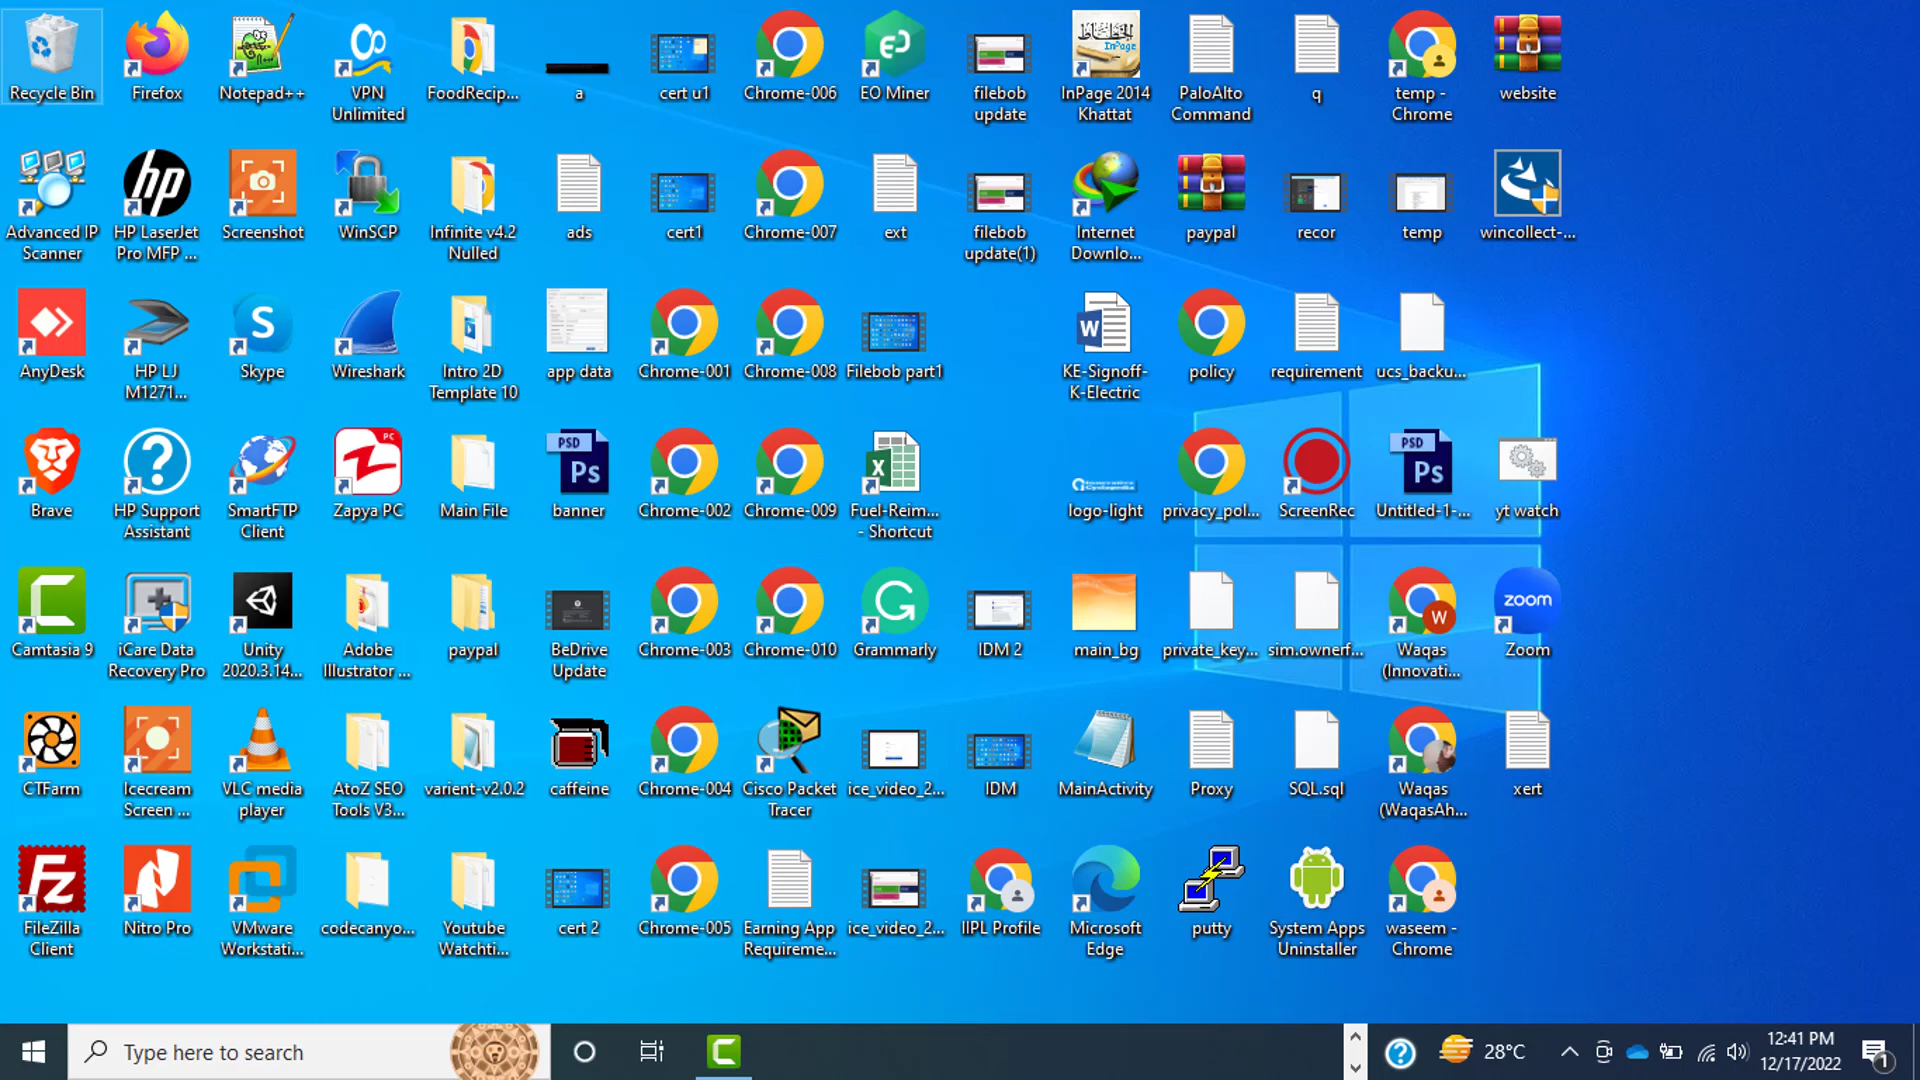 Recycle Bin
Firefox
Notepad++
VPN
Unlimited
FoodRecip...
a
cert u1
Chrome-006
EO Miner
filebob
update
InPage 2014
Khattat
PaloAlto
Command
q
temp -
Chrome
website
Advanced IP
Scanner
HP LaserJet
Pro MFP ...
Screenshot
WinSCP
Infinite v4.2
Nulled
ads
cert1
Chrome-007
ext
filebob
update(1)
Internet
Downlo...
paypal
recor
temp
wincollect-...
AnyDesk
HP LJ
M1271...
Skype
Wireshark
Intro 2D
Template 10
app data
Chrome-001
Chrome-008
Filebob part1
KE-Signoff-
K-Electric
policy
requirement
ucs_backu...
Brave
HP Support
Assistant
SmartFTP
Client
Zapya PC
Main File
PSD
Ps
banner
Chrome-002
Chrome-009
Fuel-Reim...
- Shortcut
logo-light
privacy_pol...
ScreenRec
PSD
Ps
Untitled-1-...
yt watch
Camtasia 9
iCare Data
Recovery Pro
Unity
2020.3.14...
Adobe
Illustrator ...
paypal
BeDrive
Update
Chrome-003
Chrome-010
Grammarly
IDM 2
main_bg
private_key...
sim.ownerf...
W
Waqas
(Innovati...
zoom
Zoom
CTFarm
Icecream
Screen ...
VLC media
player
AtoZ SEO
Tools V3...
varient-v2.0.2
caffeine
Chrome-004
Cisco Packet
Tracer
ice_video_2...
IDM
MainActivity
Proxy
SQL.sql
Waqas
(WaqasAh...
xert
FileZilla
Client
Nitro Pro
VMware
Workstati...
codecanyo...
Youtube
Watchti...
cert 2
Chrome-005
Earning App
Requireme...
ice_video_2...
IIPL Profile
Microsoft
Edge
putty
System Apps
Uninstaller
waseem -
Chrome
Type here to search
28°C
12:41 PM
12/17/2022
1